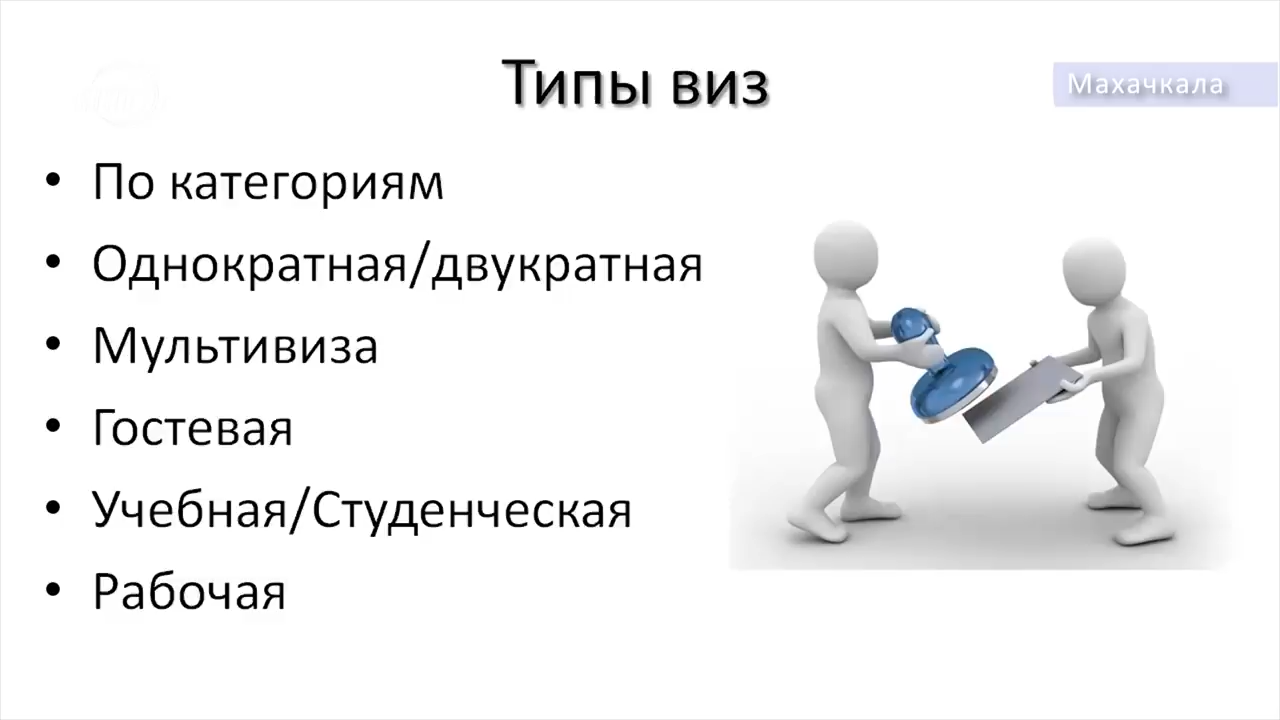 Типы виз
Махачкала
• По категориям
• Однократная/двукратная
• Мультивиза
• Гостевая
• Учебная/Студенческая
• Рабочая